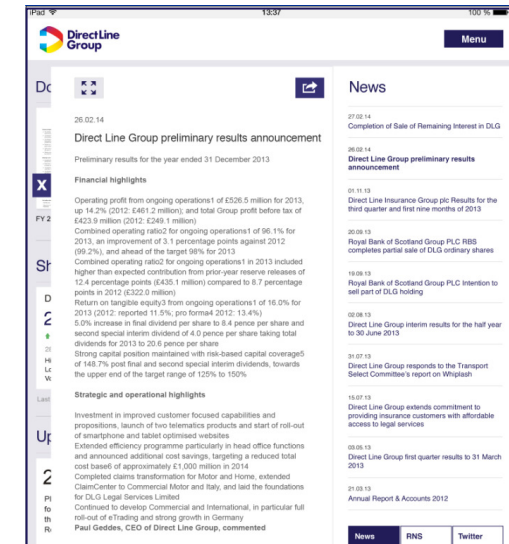 iPad 13:37 100 %
DirectLine
Group
Menu
Do
FY 2
Sh
D
2
Hi
Lo
Vo
Last
Up
2
Pl
fo
th
R
X
26.02.14
Direct Line Group preliminary results announcement
Preliminary results for the year ended 31 December 2013
Financial highlights
Operating profit from ongoing operations1 of £526.5 million for 2013,
up 14.2% (2012: £461.2 million); and total Group profit before tax of
£423.9 million (2012: £249.1 million)
Combined operating ratio2 for ongoing operations1 of 96.1% for
2013, an improvement of 3.1 percentage points against 2012
(99.2%), and ahead of the target 98% for 2013
Combined operating ratio2 for ongoing operations1 in 2013 included
higher than expected contribution from prior-year reserve releases of
12.4 percentage points (£435.1 million) compared to 8.7 percentage
points in 2012 (£322.0 million)
Return on tangible equity3 from ongoing operations1 of 16.0% for
2013 (2012: reported 11.5%; pro forma4 2012: 13.4%)
5.0% increase in final dividend per share to 8.4 pence per share and
second special interim dividend of 4.0 pence per share taking total
dividends for 2013 to 20.6 pence per share
Strong capital position maintained with risk-based capital coverage5
of 148.7% post final and second special interim dividends, towards
the upper end of the target range of 125% to 150%
Strategic and operational highlights
Investment in improved customer focused capabilities and
propositions, launch of two telematics products and start of roll-out
of smartphone and tablet optimised websites
Extended efficiency programme particularly in head office functions
and announced additional cost savings, targeting a reduced total
cost base6 of approximately £1,000 million in 2014
Completed claims transformation for Motor and Home, extended
ClaimCenter to Commercial Motor and Italy, and laid the foundations
for DLG Legal Services Limited
Continued to develop Commercial and International, in particular full
roll-out of eTrading and strong growth in Germany
Paul Geddes, CEO of Direct Line Group, commented
News
27.02.14
Completion of Sale of Remaining Interest in DLG
26.02.14
Direct Line Group preliminary results
announcement
01.11.13
Direct Line Insurance Group plc Results for the
third quarter and first nine months of 2013
20.09.13
Royal Bank of Scotland Group PLC RBS
completes partial sale of DLG ordinary shares
19.09.13
Royal Bank of Scotland Group PLC Intention to
sell part of DLG holding
02.08.13
Direct Line Group interim results for the half year
to 30 June 2013
31.07.13
Direct Line Group responds to the Transport
Select Committee's report on Whiplash
15.07.13
Direct Line Group extends commitment to
providing insurance customers with affordable
access to legal services
03.05.13
Direct Line Group first quarter results to 31 March
2013
21.03.13
Annual Report & Accounts 2012
News RNS Twitter